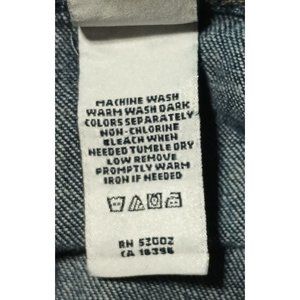 MACHINE WASH
WARM WASH DARK
COLORS SEPARATELY
NON-CHLORINE
BLEACH WHEN
NEEDED TUMBLE DRY
LOW REMOVE
PROMPTLY WARM
IRON IF NEEDED
RN 52002
CA 16396